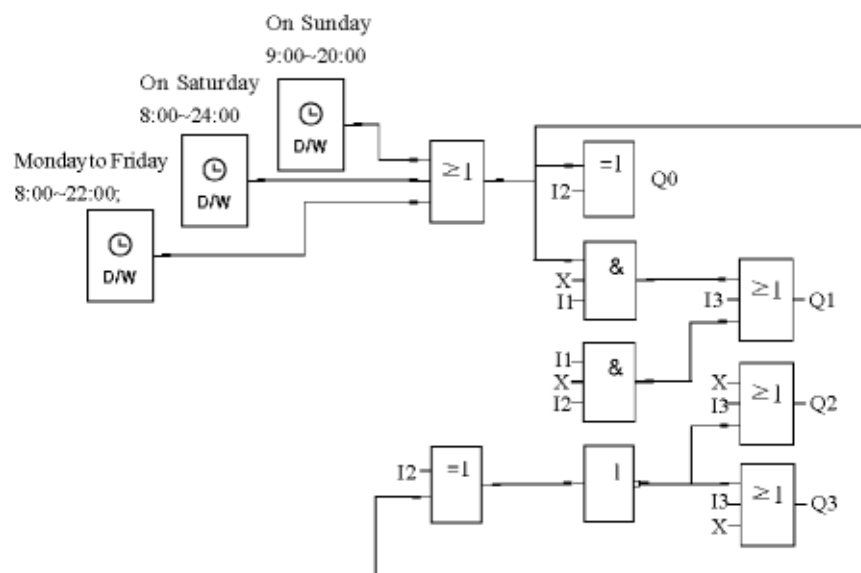 On Sunday
9:00~20:00
On Saturday
8:00~24:00
D/W
Monday to Friday
8:00~22:00;
D/W
D/W
≥1
=1
Q0
I2
&
X
I1
≥1
I3
Q1
I1
&
X
I2
X
≥1
I3
Q2
I2
=1
1
≥1
I3
Q3
X